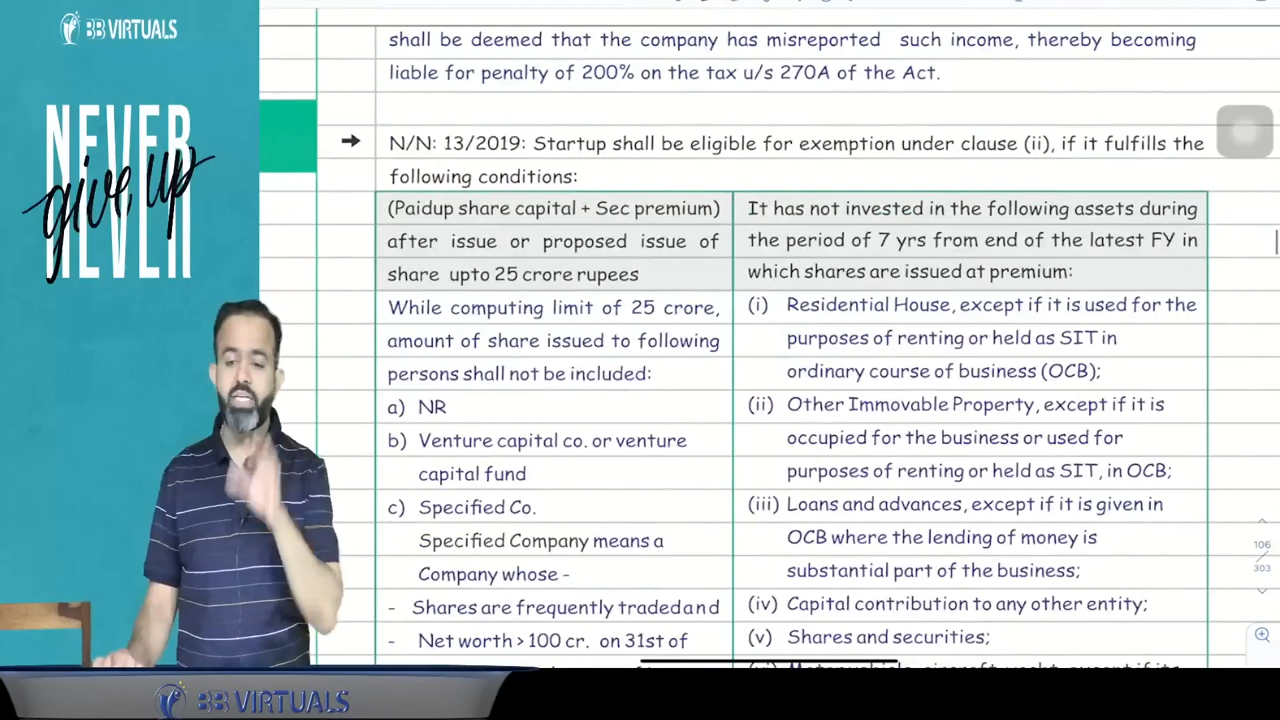 BB VIRTUALS
NEVER
give up
NEVER
shall be deemed that the company has misreported such income, thereby becoming
liable for penalty of 200% on the tax u/s 270A of the Act.
N/N: 13/2019: Startup shall be eligible for exemption under clause (ii), if it fulfills the
following conditions:
(Paidup share capital + Sec premium)
after issue or proposed issue of
share upto 25 crore rupees
While computing limit of 25 crore,
amount of share issued to following
persons shall not be included:
a) NR
b) Venture capital co. or venture
capital fund
c) Specified Co.
Specified Company means a
Company whose -
- Shares are frequently traded and
- Net worth > 100 cr. on 31st of
It has not invested in the following assets during
the period of 7 yrs from end of the latest FY in
which shares are issued at premium:
(i) Residential House, except if it is used for the
purposes of renting or held as SIT in
ordinary course of business (OCB);
(ii) Other Immovable Property, except if it is
occupied for the business or used for
purposes of renting or held as SIT, in OCB;
(iii) Loans and advances, except if it is given in
OCB where the lending of money is
substantial part of the business;
(iv) Capital contribution to any other entity;
(v) Shares and securities;
106
303
BB VIRTUALS